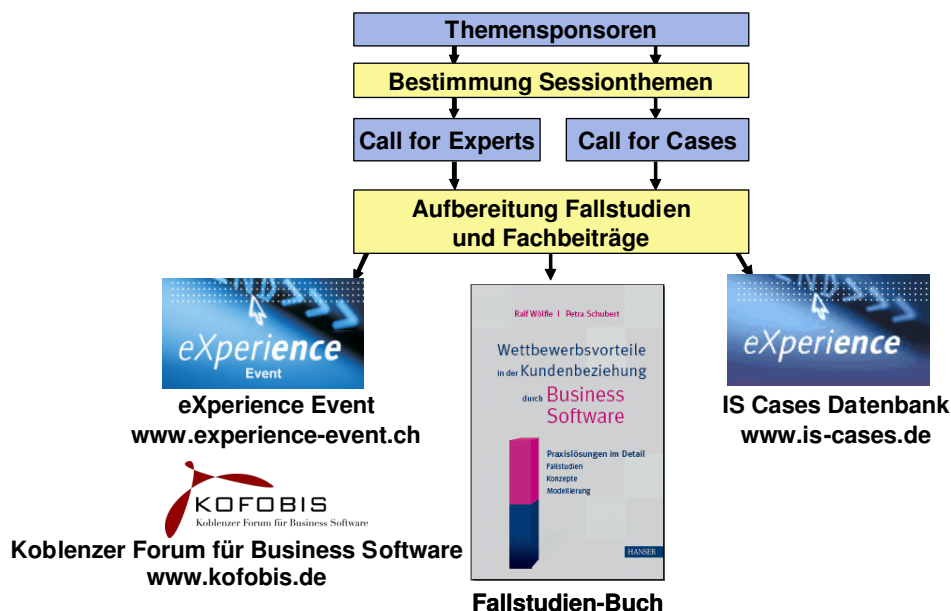 Themensponsoren
Bestimmung Sessionthemen
Call for Experts
Call for Cases
Aufbereitung Fallstudien
und Fachbeiträge
eXperience
Event
eXperience Event
www.experience-event.ch
KOFOBIS
Koblenzer Forum für Business Software
Koblenzer Forum für Business Software
www.kofobis.de
Ralf Wölfle | Petra Schubert
Wettbewerbsvorteile
in der Kundenbeziehung
durch Business
Software
Praxislösungen im Detail
Fallstudien
Konzepte
Modellierung
HANSER
Fallstudien-Buch
eXperience
IS Cases Datenbank
www.is-cases.de